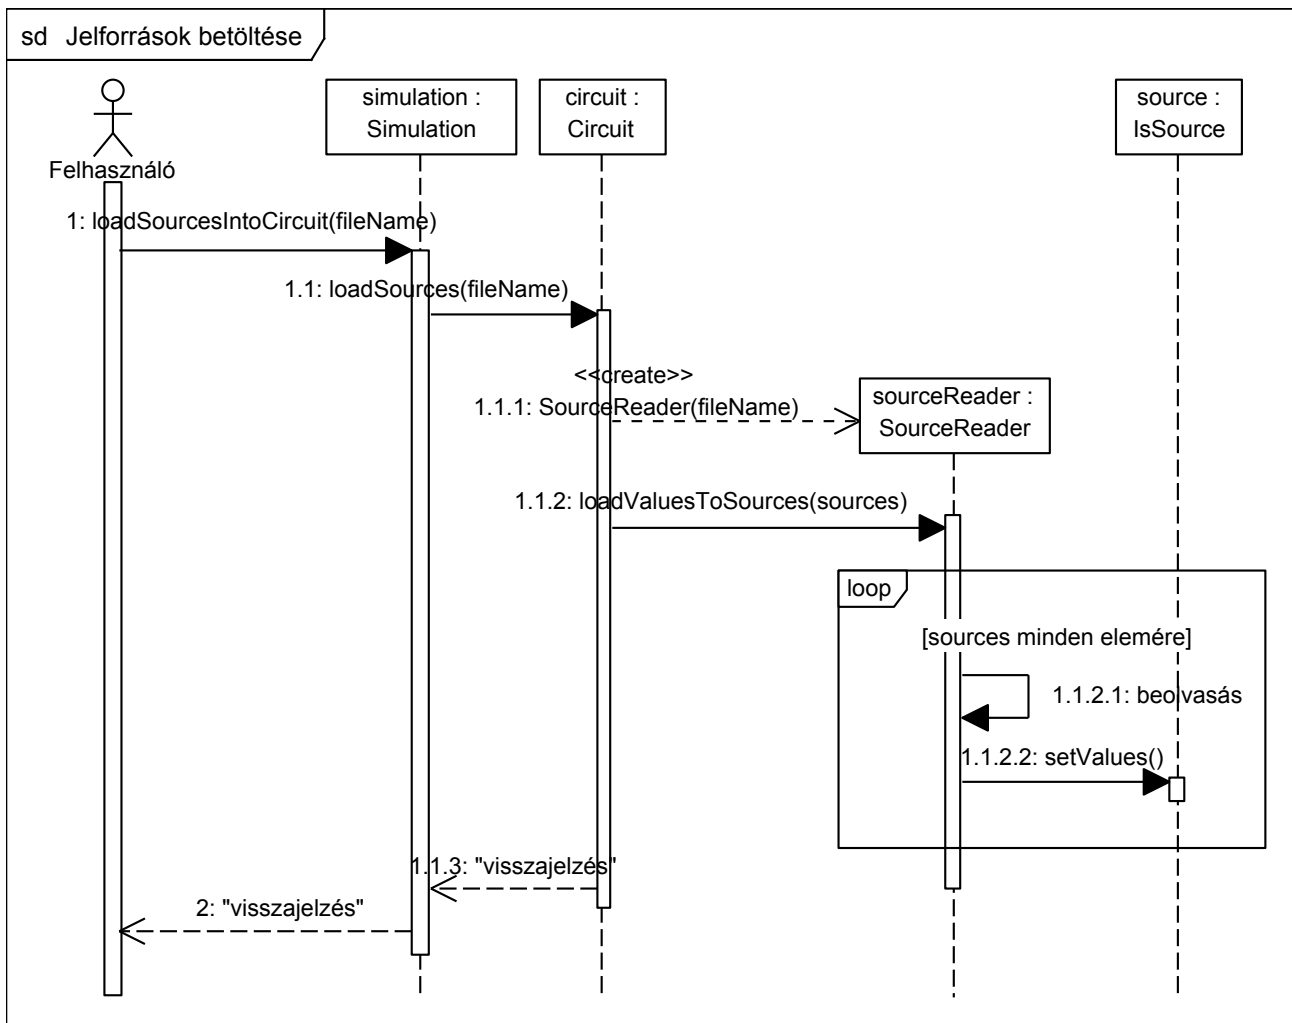 sd Jelforrások betöltése
simulation :
Simulation
circuit :
Circuit
source :
IsSource
Felhasználó
1: loadSourcesIntoCircuit(fileName)
1.1: loadSources(fileName)
<<create>>
1.1.1: SourceReader(fileName)
sourceReader :
SourceReader
1.1.2: loadValuesToSources(sources)
loop
[sources minden elemére]
1.1.2.1: beolvasás
1.1.2.2: setValues()
1.1.3: "visszajelzés"
2: "visszajelzés"